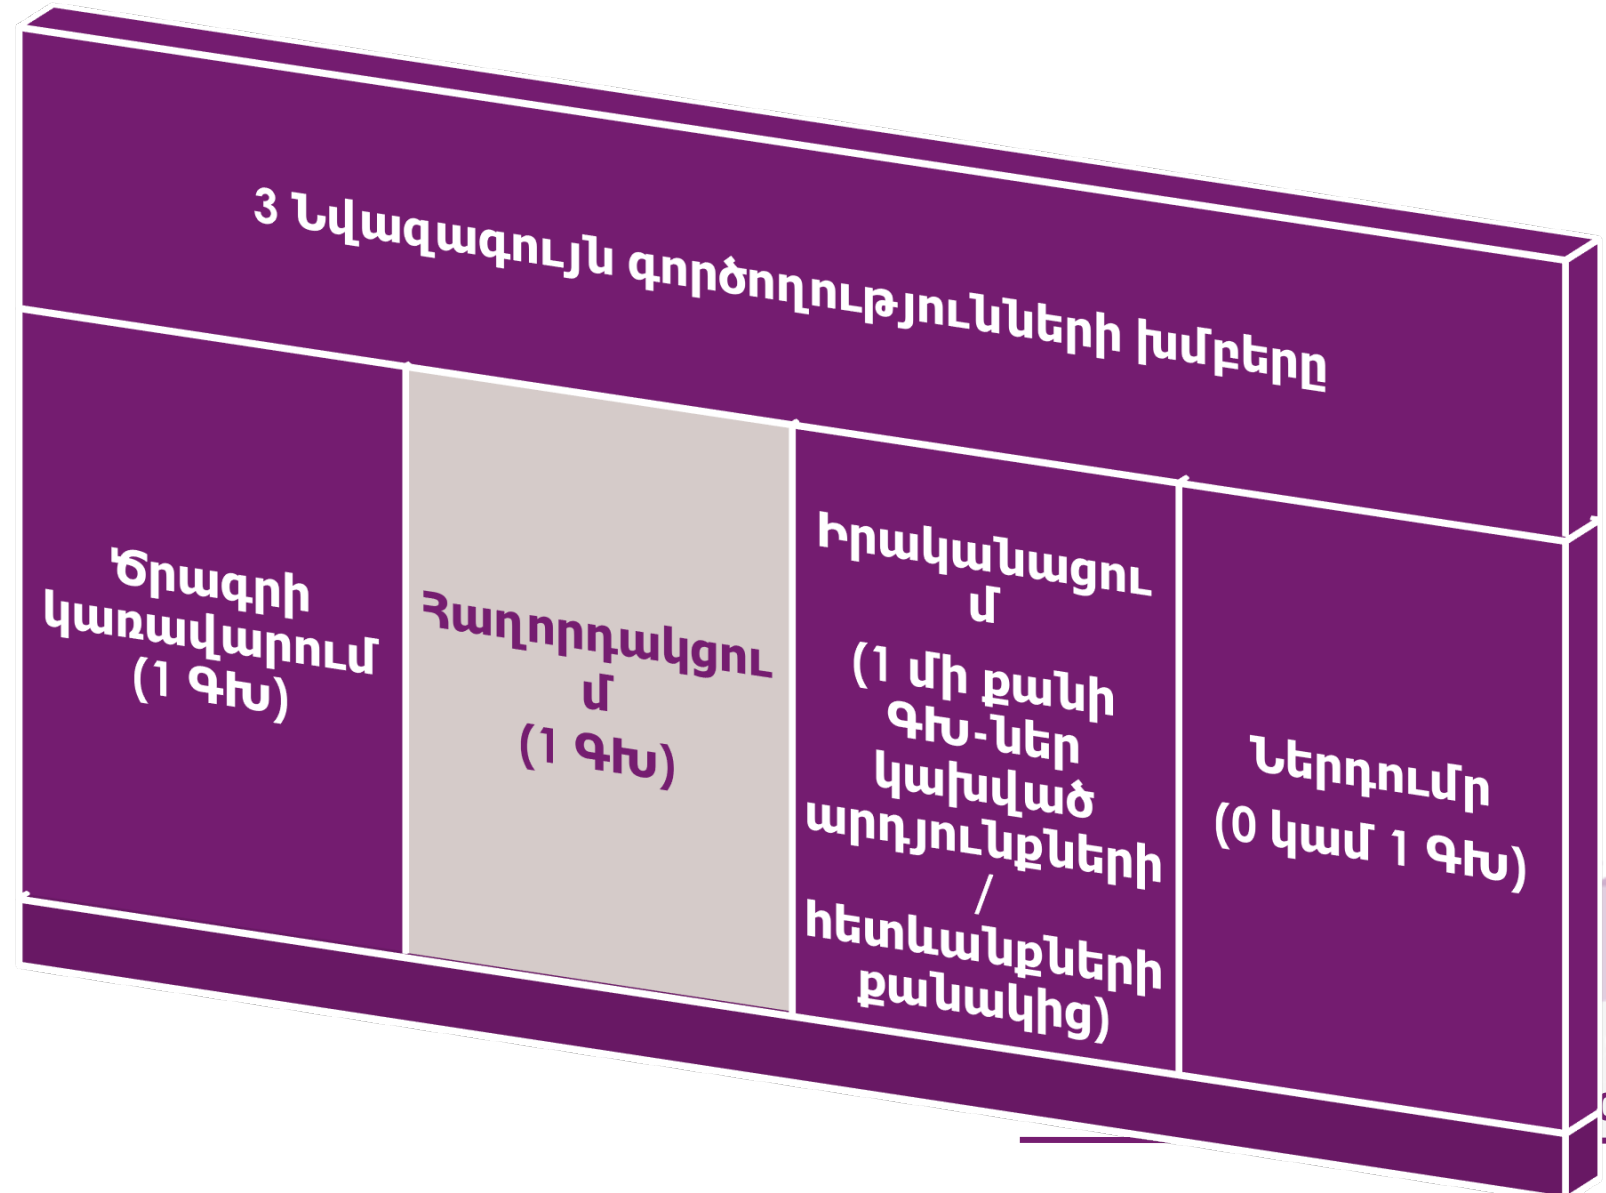 3 Նվազագույն գործողությունների խմբերը
Ծրագրի
կառավարում
(1 ԳԽ)
Հաղորդակցու
մ
(1 ԳԽ)
Իրականացու
մ
(1 մի քանի
ԳԽ-ներ
կախված
արդյունքների
/
հետևանքների
քանակից)
Ներդումր
(0 կամ 1 ԳԽ)